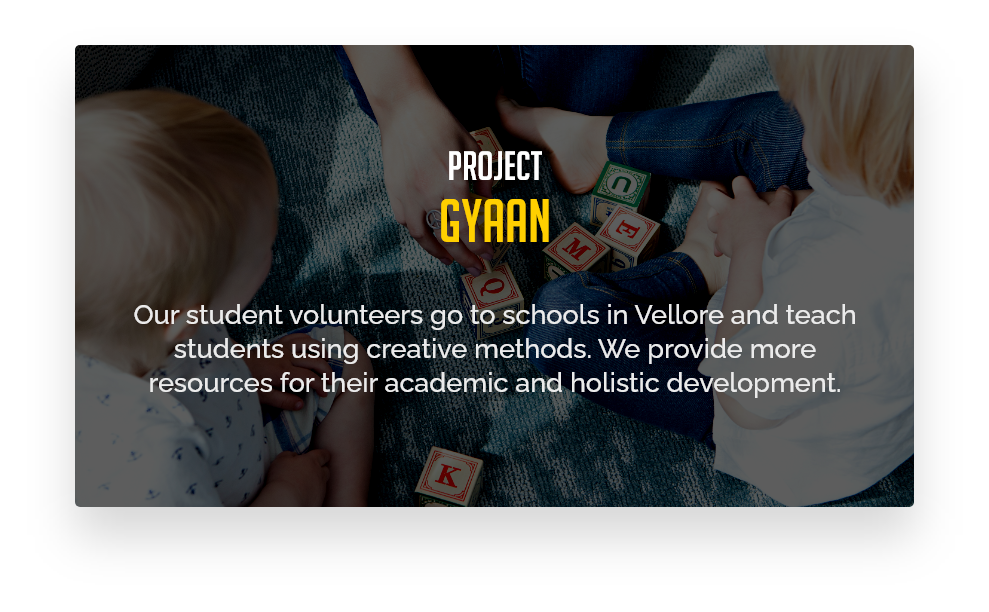 PROJECT
GYAAN
U
E
M
Q
Our student volunteers go to schools in Vellore and teach
students using creative methods. We provide more
resources for their academic and holistic development.
K